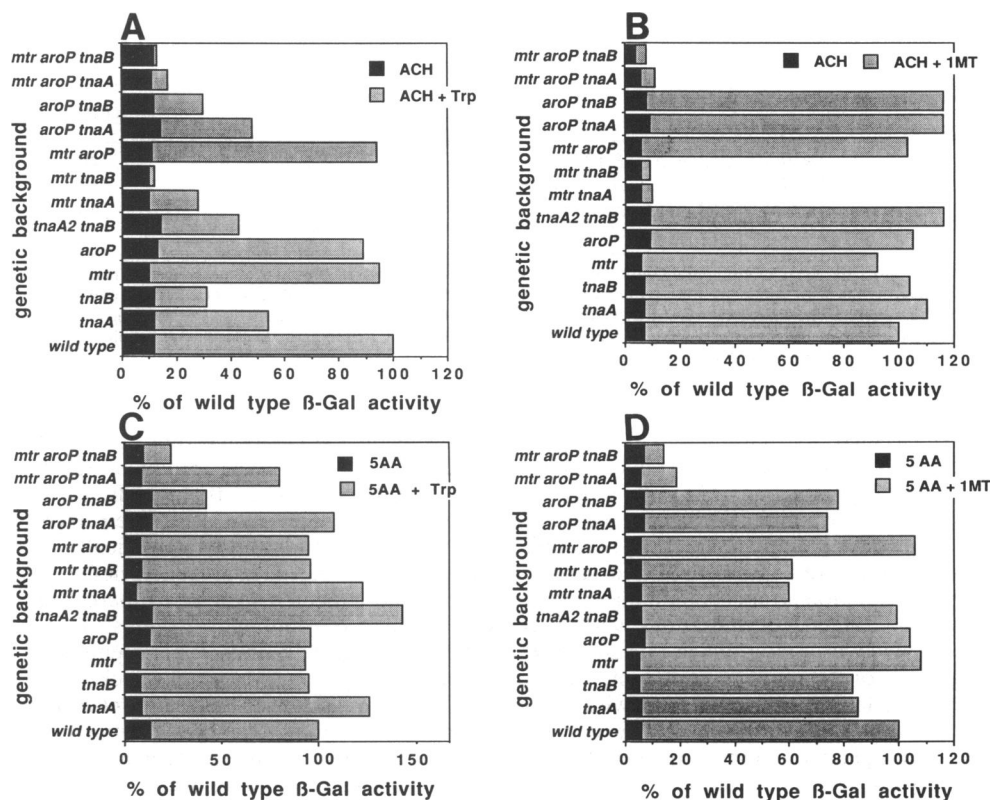 A
mtr aroP tnaB
mtr aroP tnaA
aroP tnaB
aroP tnaA
mtr aroP
mtr tnaB
mtr tnaA
tnaA2 tnaB
aroP
mtr
tnaB
tnaA
wild type
genetic background
ACH
ACH + Trp
0 20 40 60 80 100 120
% of wild type ß-Gal activity
B
mtr aroP tnaB
mtr aroP tnaA
aroP tnaB
aroP tnaA
mtr aroP
mtr tnaB
mtr tnaA
tnaA2 tnaB
aroP
mtr
tnaB
tnaA
wild type
genetic background
ACH
ACH + 1MT
0 20 40 60 80 100 120
% of wild type ß-Gal activity
C
mtr aroP tnaB
mtr aroP tnaA
aroP tnaB
aroP tnaA
mtr aroP
mtr tnaB
mtr tnaA
tnaA2 tnaB
aroP
mtr
tnaB
tnaA
wild type
genetic background
5AA
5AA + Trp
0 50 100 150
% of wild type ß-Gal activity
D
mtr aroP tnaB
mtr aroP tnaA
aroP tnaB
aroP tnaA
mtr aroP
mtr tnaB
mtr tnaA
tnaA2 tnaB
aroP
mtr
tnaB
tnaA
wild type
genetic background
5 AA
5 AA + 1MT
0 20 40 60 80 100 120
% of wild type ß-Gal activity